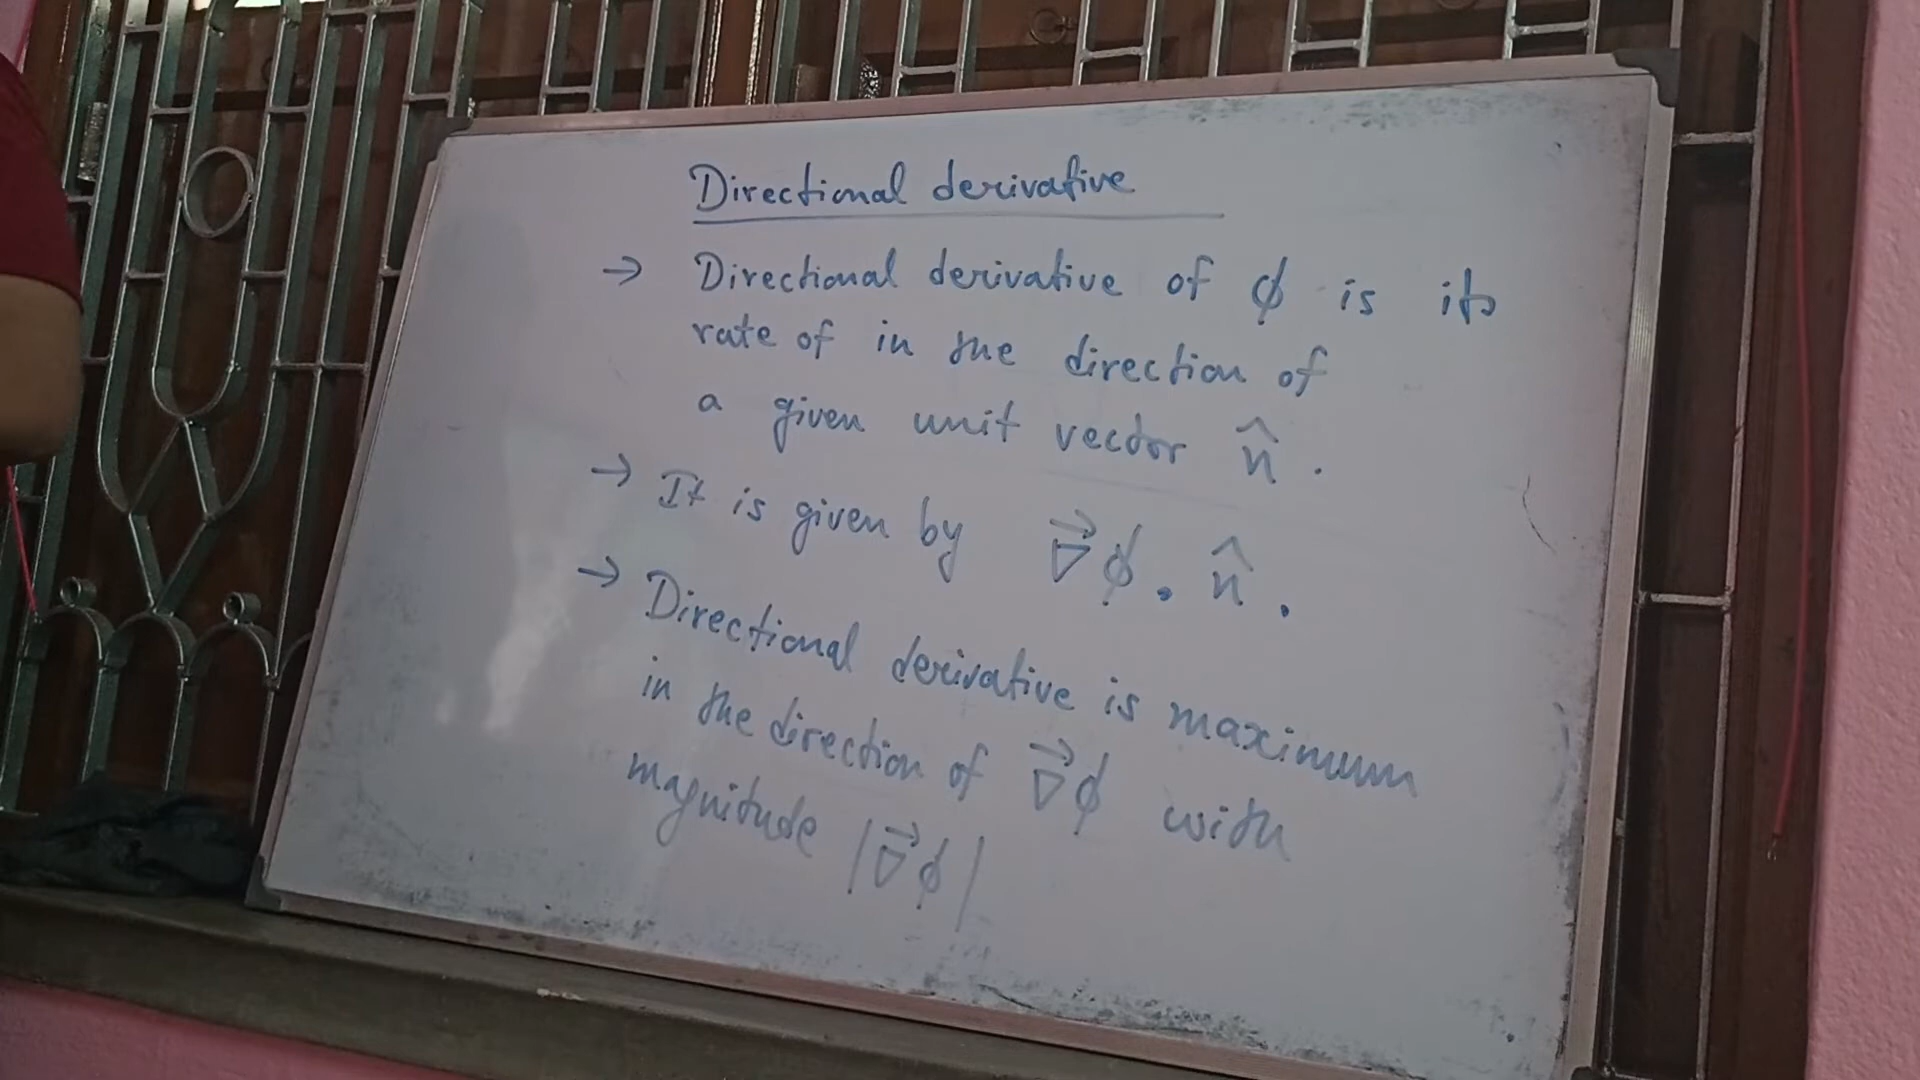 Directional derivative
→ Directional derivative of ϕ is its
rate of in the direction of
a given unit vector n̂ .
→ It is given by ∇⃗ϕ . n̂ .
→ Directional derivative is maximum
in the direction of ∇⃗ϕ with
magnitude |∇⃗ϕ|